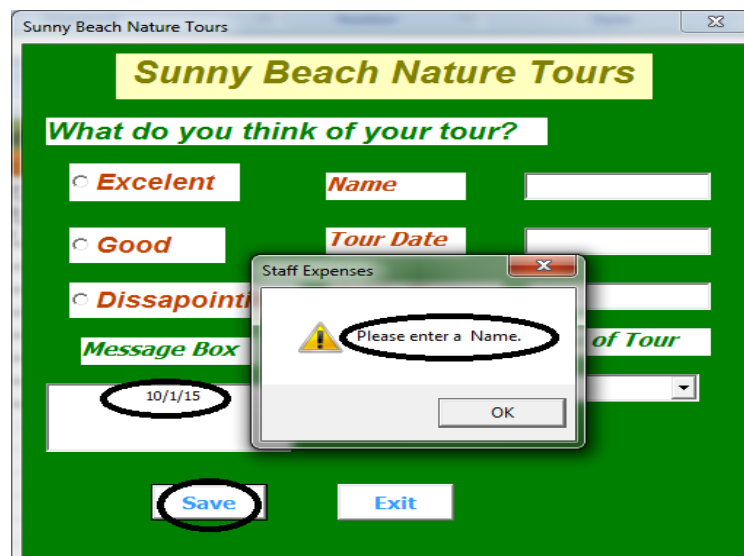 Sunny Beach Nature Tours
Sunny Beach Nature Tours
What do you think of your tour?
Excelent
Name
Good
Tour Date
Staff Expenses
Dissapointi
Please enter a Name.
of Tour
Message Box
10/1/15
OK
Save
Exit